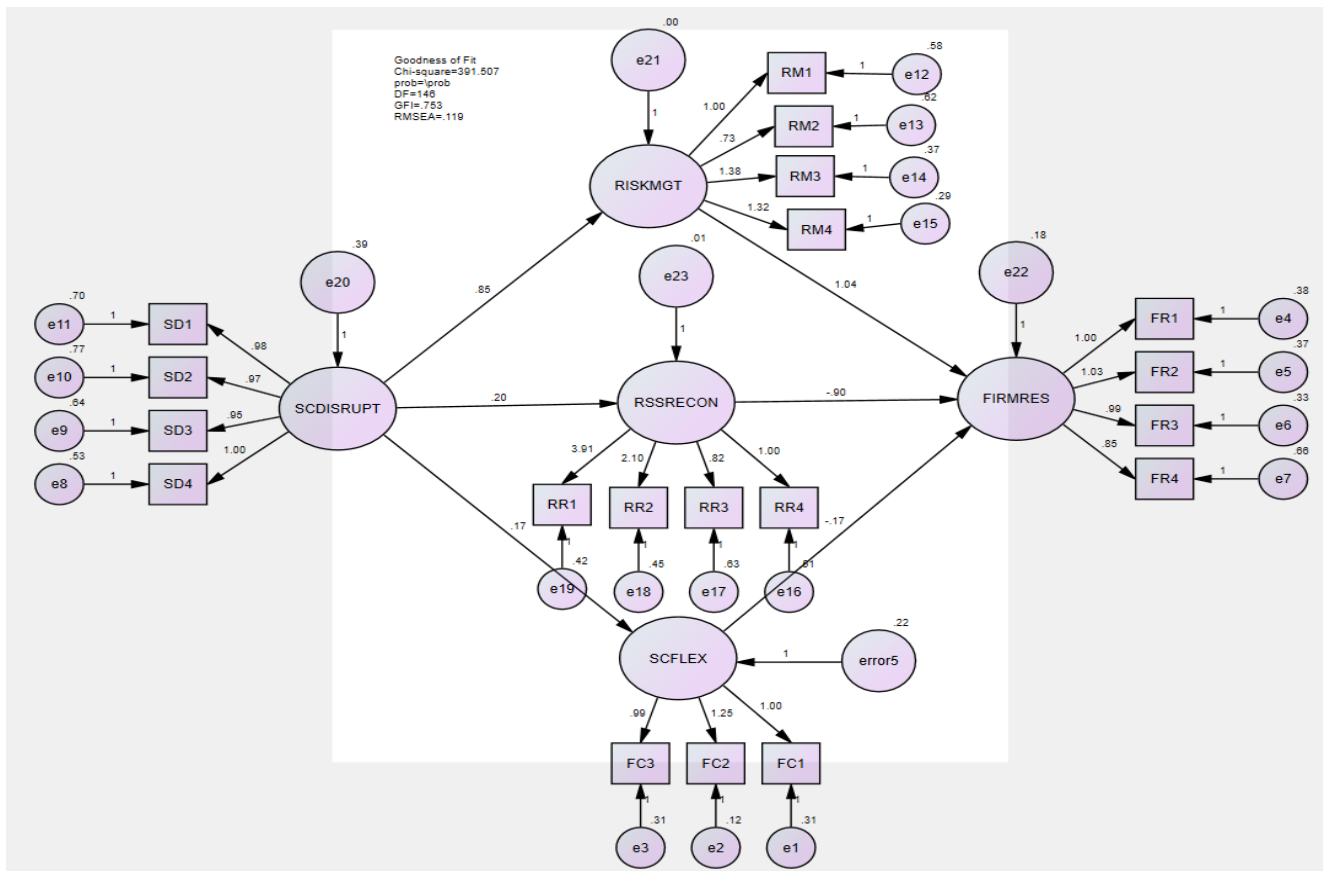 .00
e21
Goodness of Fit
Chi-square=391.507
prob=\prob
DF=146
GFI=.753
RMSEA=.119
1
RM1
1
.58
e12
1.00
RM2
1
.62
e13
.73
RISKMGT
1.38
RM3
1
.37
e14
1.32
RM4
1
.29
e15
.39
e20
1
.85
.01
e23
1
1.04
.18
e22
1
.70
e11
1
SD1
.98
.77
e10
1
SD2
.97
.64
e9
1
SD3
.95
.53
e8
1
SD4
1.00
SCDISRUPT
.20
RSSRECON
-.90
FIRMRES
1.00
FR1
1
.38
e4
1.03
FR2
1
.37
e5
.99
FR3
1
.33
e6
.85
FR4
1
.66
e7
3.91
2.10
.82
1.00
RR1
RR2
RR3
RR4
.17
-.17
1
1
1
1
.42
.45
.63
e19
e18
e17
e16
SCFLEX
1
.22
error5
.99
1.25
1.00
FC3
FC2
FC1
1
1
1
.31
.12
.31
e3
e2
e1